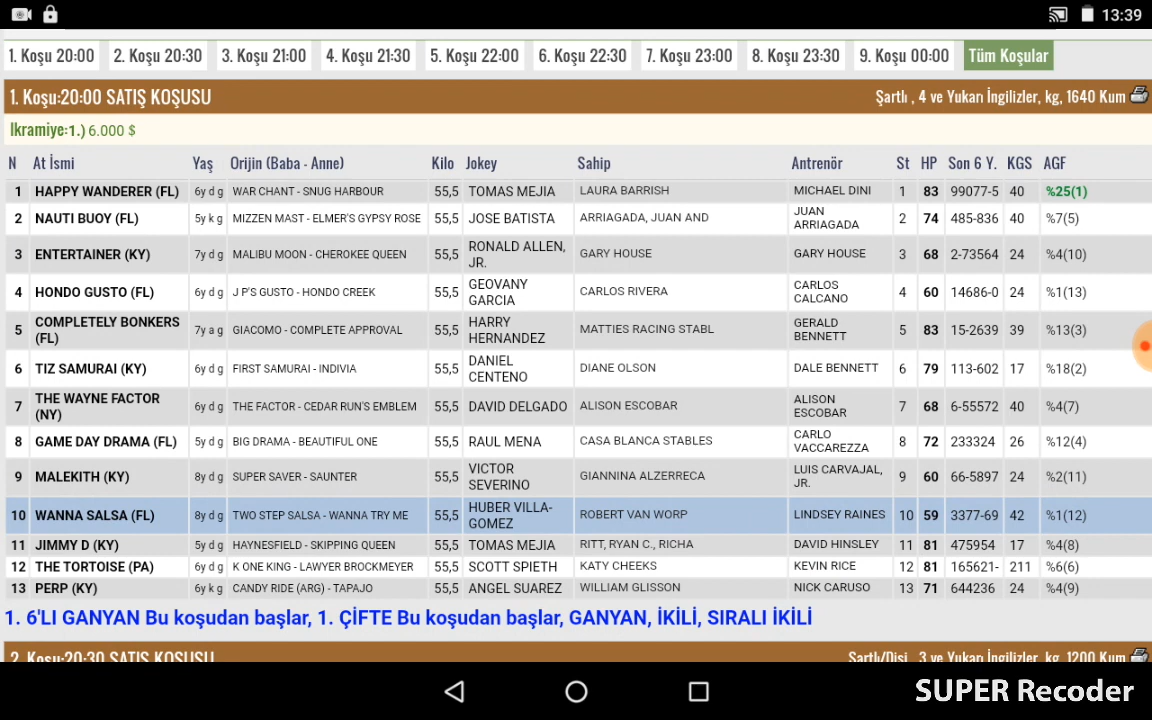 13:39
1. Koşu 20:00 2. Koşu 20:30 3. Koşu 21:00 4. Koşu 21:30 5. Koşu 22:00 6. Koşu 22:30 7. Koşu 23:00 8. Koşu 23:30 9. Koşu 00:00 Tüm Koşular
1. Koşu:20:00 SATIŞ KOŞUSU Şartlı , 4 ve Yukarı İngilizler, kg, 1640 Kum
Ikramiye:1.) 6.000 $
N At İsmi Yaş Orijin (Baba - Anne) Kilo Jokey Sahip Antrenör St HP Son 6 Y. KGS AGF
1 HAPPY WANDERER (FL) 6y d g WAR CHANT - SNUG HARBOUR 55,5 TOMAS MEJIA LAURA BARRISH MICHAEL DINI 1 83 99077-5 40 %25(1)
2 NAUTI BUOY (FL) 5y k g MIZZEN MAST - ELMER'S GYPSY ROSE 55,5 JOSE BATISTA ARRIAGADA, JUAN AND JUAN ARRIAGADA 2 74 485-836 40 %7(5)
3 ENTERTAINER (KY) 7y d g MALIBU MOON - CHEROKEE QUEEN 55,5 RONALD ALLEN, JR. GARY HOUSE GARY HOUSE 3 68 2-73564 24 %4(10)
4 HONDO GUSTO (FL) 6y d g J P'S GUSTO - HONDO CREEK 55,5 GEOVANY GARCIA CARLOS RIVERA CARLOS CALCANO 4 60 14686-0 24 %1(13)
5 COMPLETELY BONKERS (FL) 7y a g GIACOMO - COMPLETE APPROVAL 55,5 HARRY HERNANDEZ MATTIES RACING STABL GERALD BENNETT 5 83 15-2639 39 %13(3)
6 TIZ SAMURAI (KY) 6y d g FIRST SAMURAI - INDIVIA 55,5 DANIEL CENTENO DIANE OLSON DALE BENNETT 6 79 113-602 17 %18(2)
7 THE WAYNE FACTOR (NY) 6y d g THE FACTOR - CEDAR RUN'S EMBLEM 55,5 DAVID DELGADO ALISON ESCOBAR ALISON ESCOBAR 7 68 6-55572 40 %4(7)
8 GAME DAY DRAMA (FL) 5y d g BIG DRAMA - BEAUTIFUL ONE 55,5 RAUL MENA CASA BLANCA STABLES CARLO VACCAREZZA 8 72 233324 26 %12(4)
9 MALEKITH (KY) 8y d g SUPER SAVER - SAUNTER 55,5 VICTOR SEVERINO GIANNINA ALZERRECA LUIS CARVAJAL, JR. 9 60 66-5897 24 %2(11)
10 WANNA SALSA (FL) 8y d g TWO STEP SALSA - WANNA TRY ME 55,5 HUBER VILLA-GOMEZ ROBERT VAN WORP LINDSEY RAINES 10 59 3377-69 42 %1(12)
11 JIMMY D (KY) 5y d g HAYNESFIELD - SKIPPING QUEEN 55,5 TOMAS MEJIA RITT, RYAN C., RICHA DAVID HINSLEY 11 81 475954 17 %4(8)
12 THE TORTOISE (PA) 6y d g K ONE KING - LAWYER BROCKMEYER 55,5 SCOTT SPIETH KATY CHEEKS KEVIN RICE 12 81 165621- 211 %6(6)
13 PERP (KY) 6y k g CANDY RIDE (ARG) - TAPAJO 55,5 ANGEL SUAREZ WILLIAM GLISSON NICK CARUSO 13 71 644236 24 %4(9)
1. 6'LI GANYAN Bu koşudan başlar, 1. ÇİFTE Bu koşudan başlar, GANYAN, İKİLİ, SIRALI İKİLİ
2. Koşu:20:30 SATIŞ KOŞUSU Şartlı/Dişi , 3 ve Yukarı İngilizler, kg, 1200 Kum
SUPER Recoder